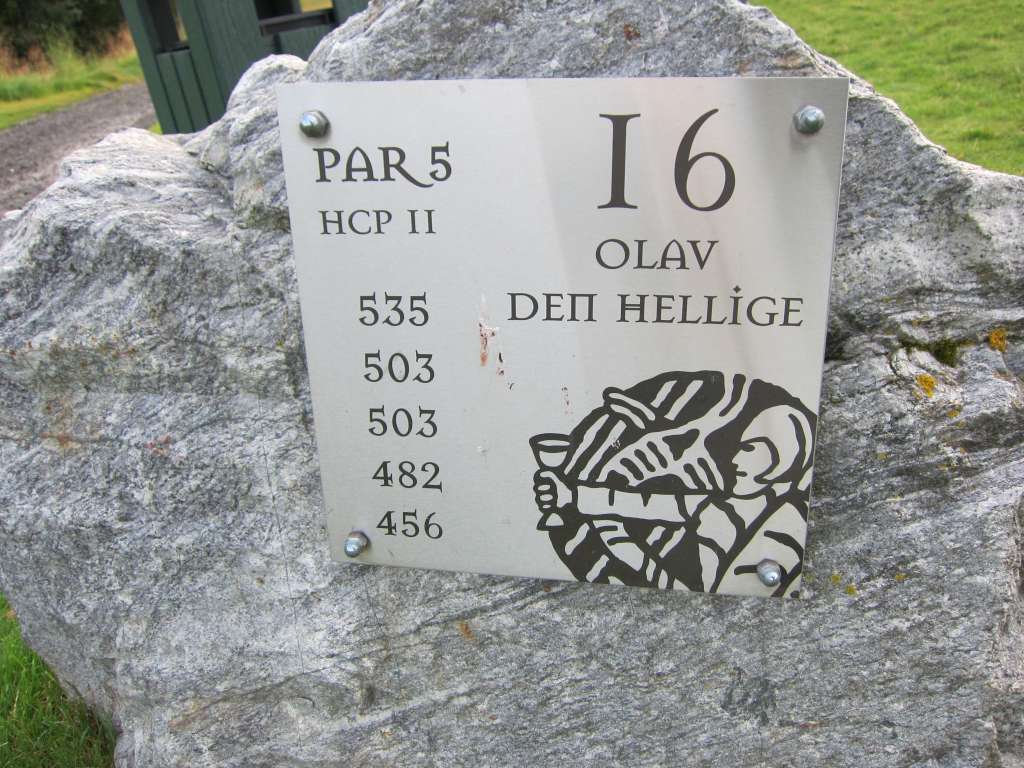 PAR 5
HCP 11
535
503
503
482
456
16
OLAV
DEN HELLIGE